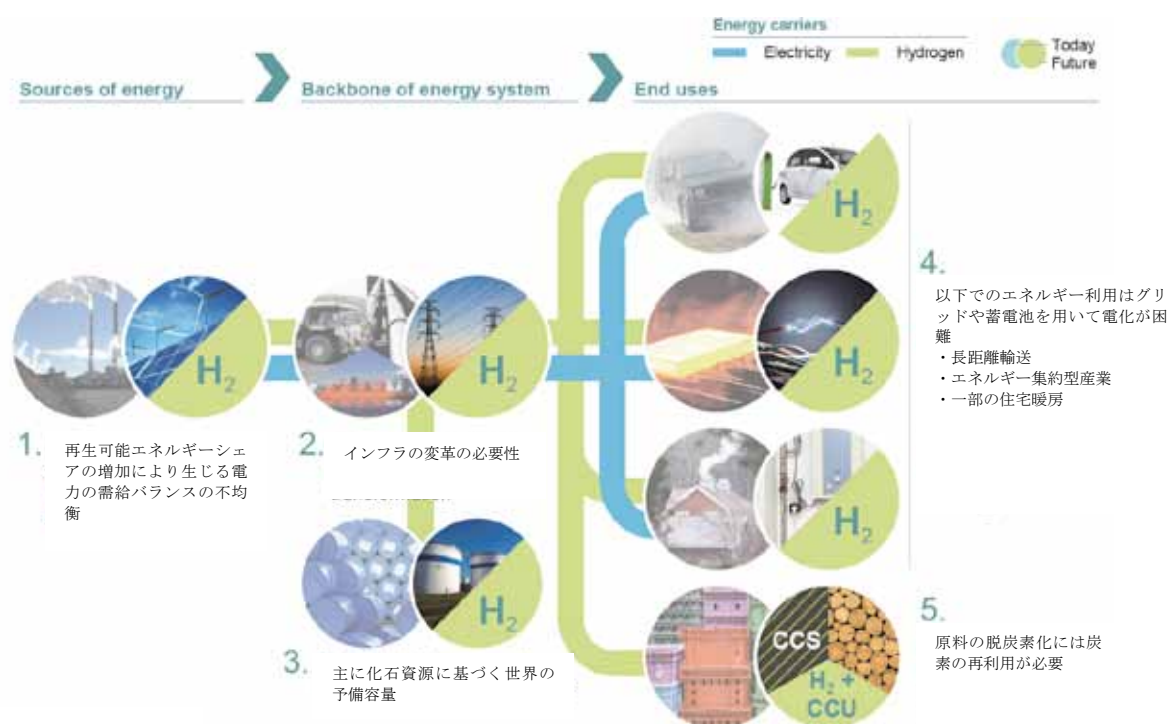 Energy carriers
Electricity
Hydrogen
Today
Future
Sources of energy
Backbone of energy system
End uses
H2
H2
H2
H2
H2
H2
CCS
H2 +
CCU
1.
再生可能エネルギーシェ
アの増加により生じる電
力の需給バランスの不均
衡
2.
インフラの変革の必要性
3.
主に化石資源に基づく世界の
予備容量
4.
以下でのエネルギー利用はグリ
ッドや蓄電池を用いて電化が困
難
・長距離輸送
・エネルギー集約型産業
・一部の住宅暖房
5.
原料の脱炭素化には炭
素の再利用が必要